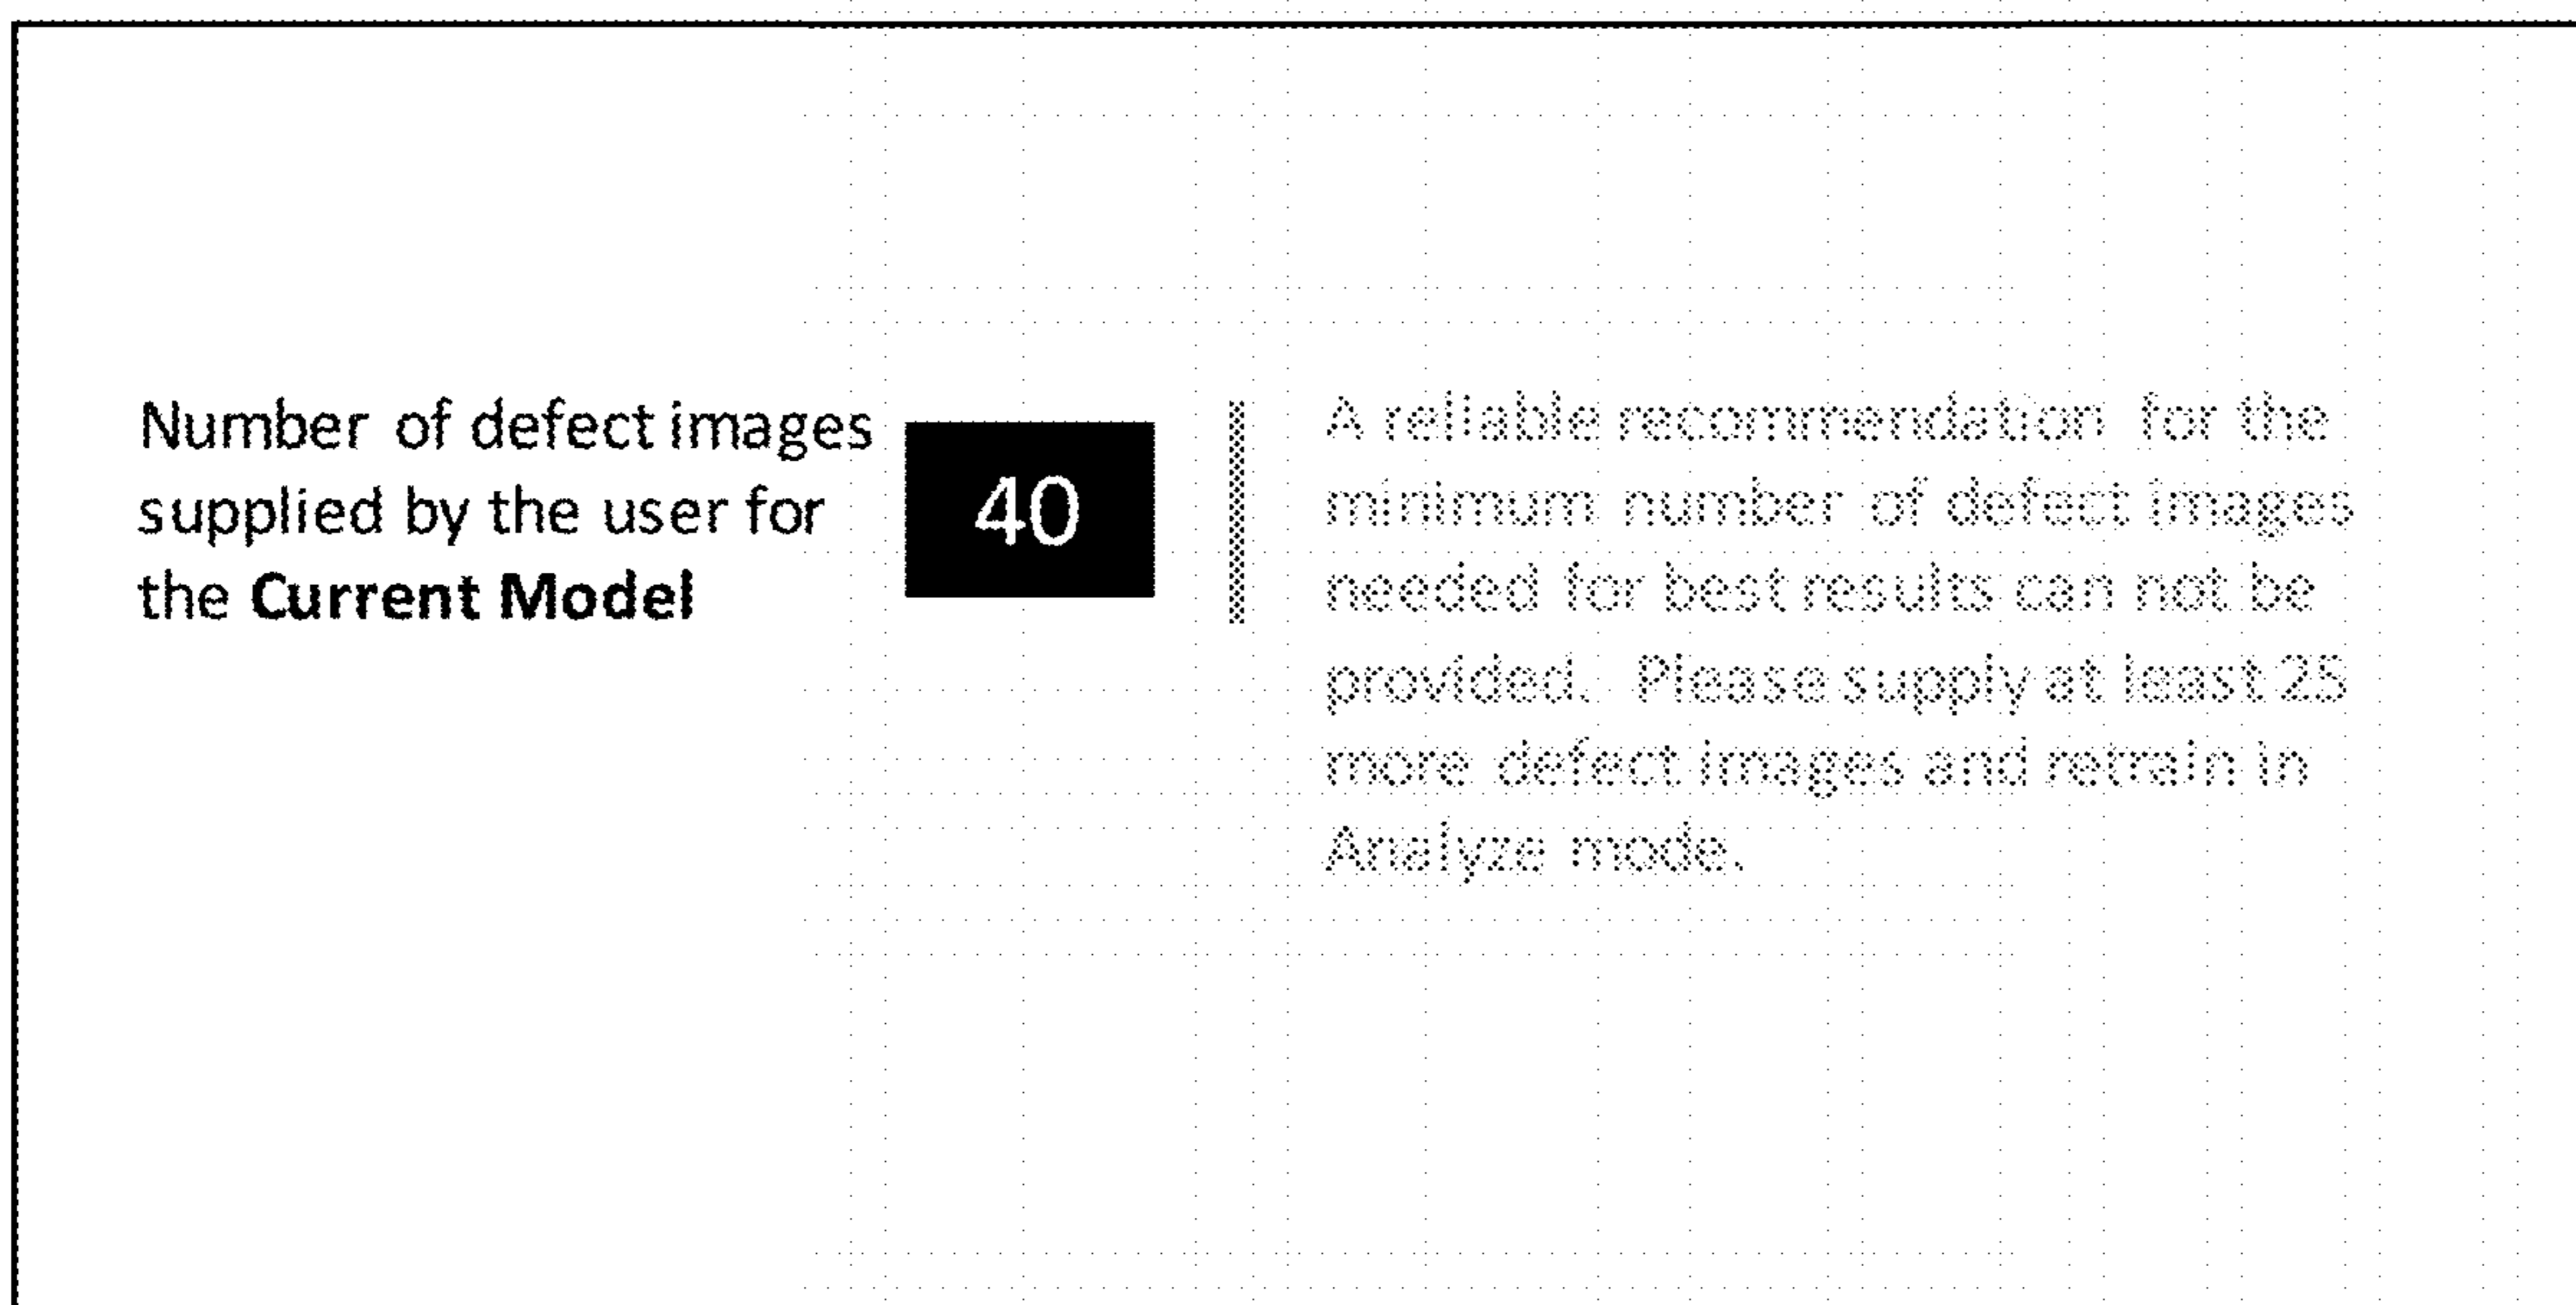 Number of defect images
supplied by the user for
the Current Model
40
A reliable recommendation for the
minimum number of defect images
needed for best results can not be
provided. Please supply at least 25
more defect images and retrain in
Analyze mode.